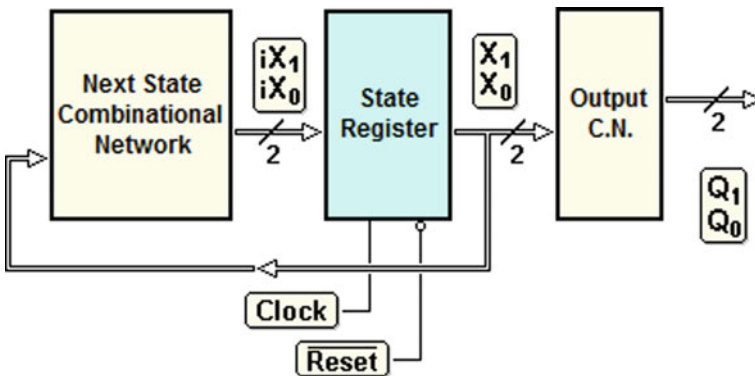 Next State
Combinational
Network
iX₁
iX₀
2
State
Register
X₁
X₀
2
Output
C.N.
2
Q₁
Q₀
Clock
Reset